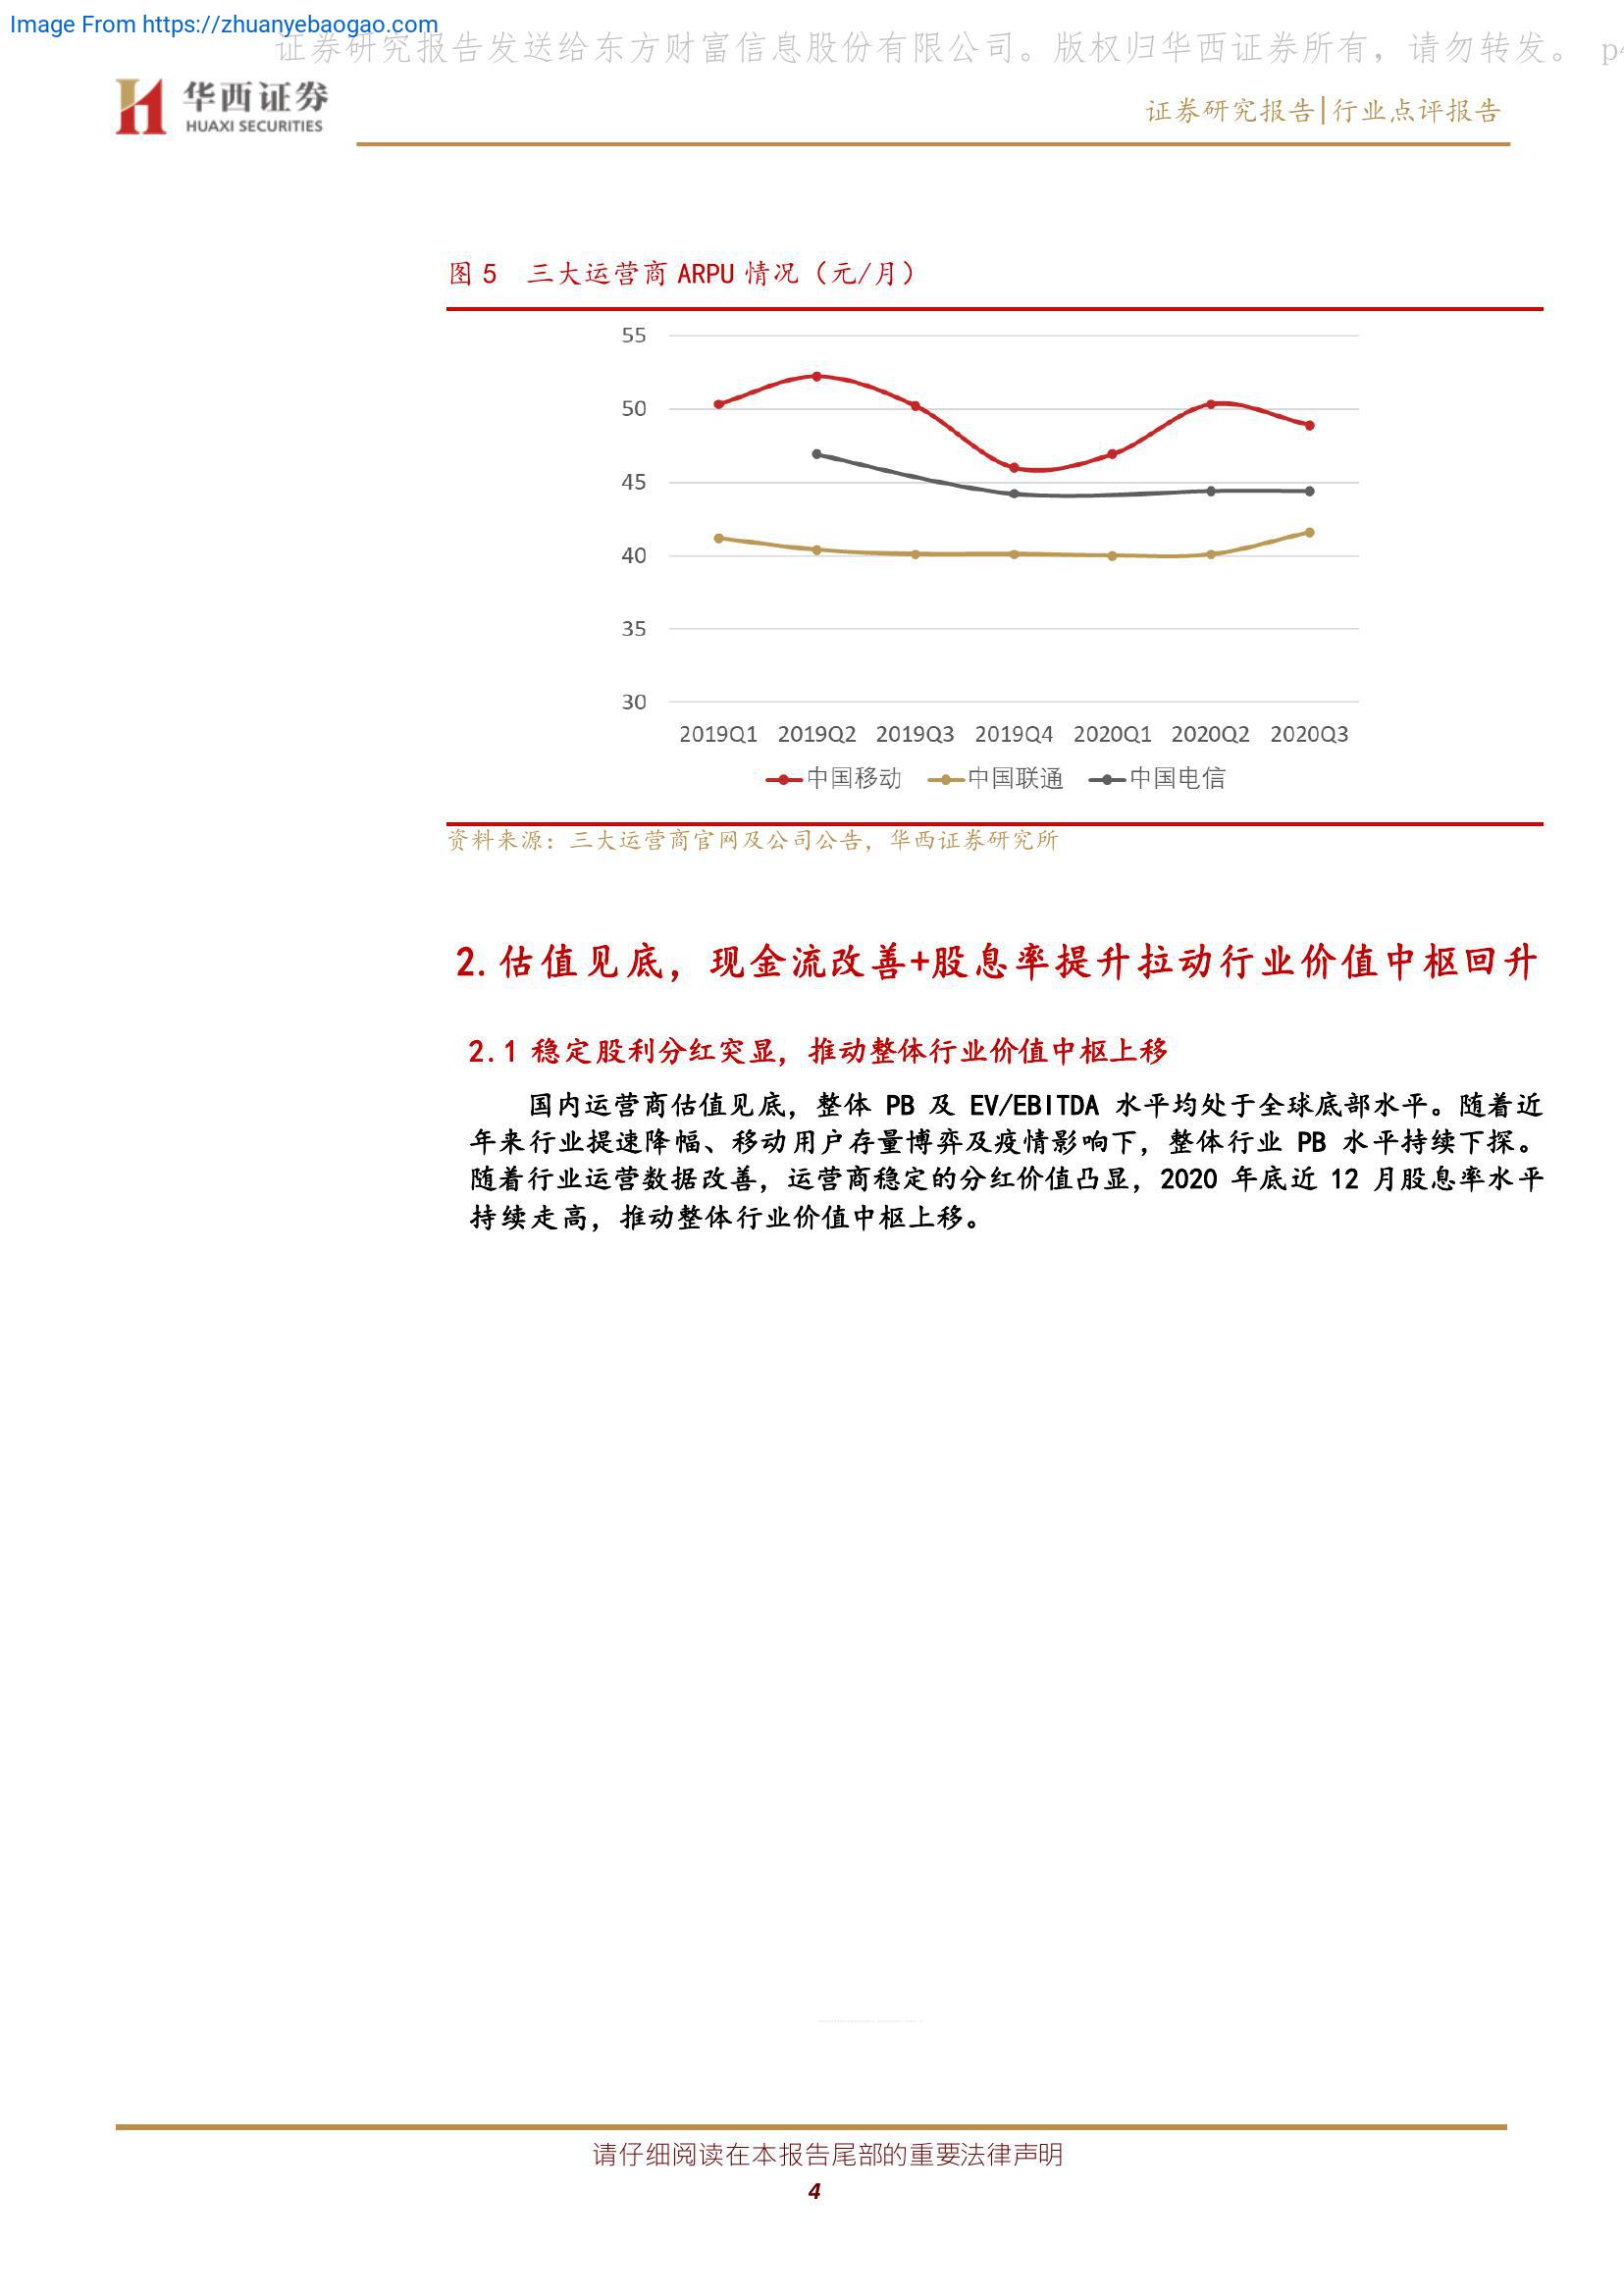 Image From https://zhuanyebaogao.com
证券研究报告发送给东方财富信息股份有限公司。版权归华西证券所有，请勿转发。 p4
华西证券
HUAXI SECURITIES
证券研究报告|行业点评报告
图 5 三大运营商 ARPU 情况（元/月）
55
50
45
40
35
30
2019Q1 2019Q2 2019Q3 2019Q4 2020Q1 2020Q2 2020Q3
中国移动 中国联通 中国电信
资料来源：三大运营商官网及公司公告，华西证券研究所
2.估值见底，现金流改善+股息率提升拉动行业价值中枢回升
2.1 稳定股利分红突显，推动整体行业价值中枢上移
国内运营商估值见底，整体 PB 及 EV/EBITDA 水平均处于全球底部水平。随着近
年来行业提速降幅、移动用户存量博弈及疫情影响下，整体行业 PB 水平持续下探。
随着行业运营数据改善，运营商稳定的分红价值凸显，2020 年底近 12 月股息率水平
持续走高，推动整体行业价值中枢上移。
请仔细阅读在本报告尾部的重要法律声明
4